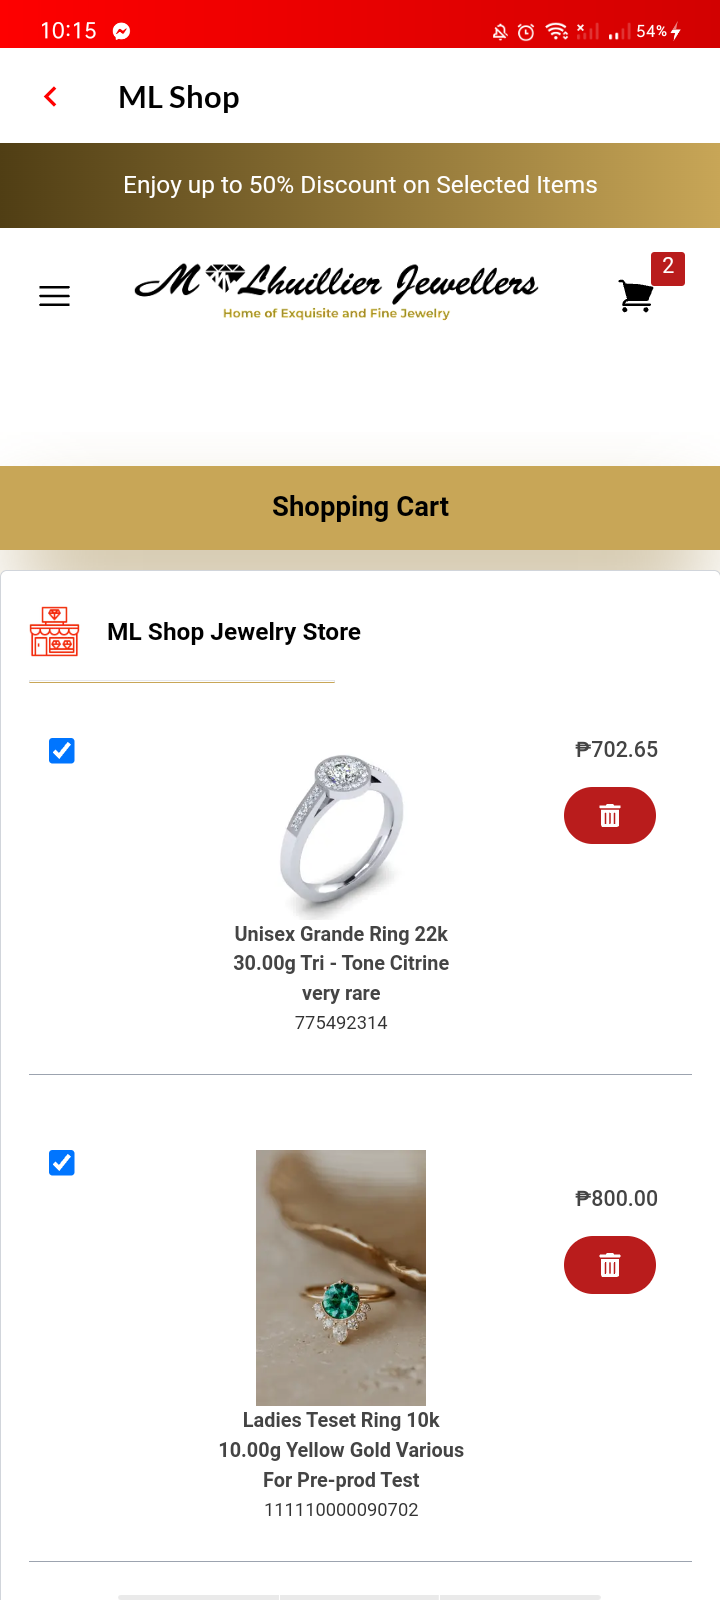 10:15
54%
ML Shop
Enjoy up to 50% Discount on Selected Items
M Lhuillier Jewellers
Home of Exquisite and Fine Jewelry
2
Shopping Cart
ML Shop Jewelry Store
₱702.65
Unisex Grande Ring 22k
30.00g Tri - Tone Citrine
very rare
775492314
₱800.00
Ladies Teset Ring 10k
10.00g Yellow Gold Various
For Pre-prod Test
111110000090702